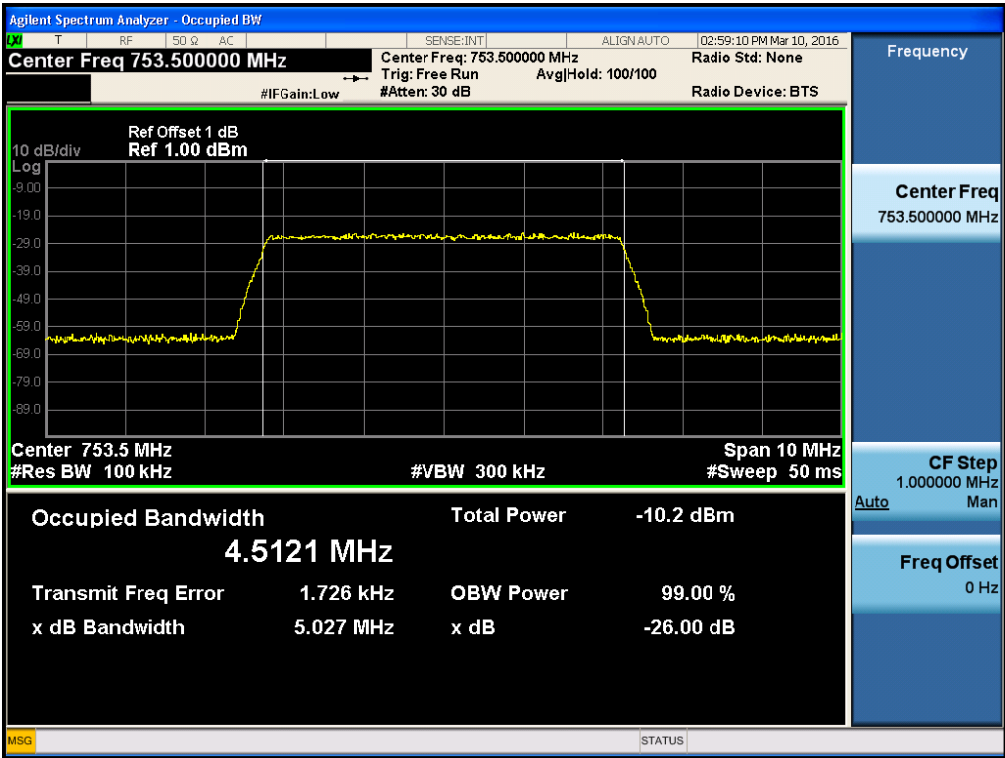 Agilent Spectrum Analyzer - Occupied BW
LXI T RF 50 Ω AC SENSE:INT ALIGN AUTO 02:59:10 PM Mar 10, 2016
Center Freq 753.500000 MHz
Center Freq: 753.500000 MHz
Radio Std: None
Trig: Free Run Avg|Hold: 100/100
#IFGain:Low
#Atten: 30 dB
Radio Device: BTS
Ref Offset 1 dB
10 dB/div Ref 1.00 dBm
Log
-9.00
-19.0
-29.0
-39.0
-49.0
-59.0
-69.0
-79.0
-89.0
Center 753.5 MHz Span 10 MHz
#Res BW 100 kHz #VBW 300 kHz #Sweep 50 ms
Occupied Bandwidth Total Power -10.2 dBm
4.5121 MHz
Transmit Freq Error 1.726 kHz OBW Power 99.00 %
x dB Bandwidth 5.027 MHz x dB -26.00 dB
Frequency
Center Freq
753.500000 MHz
CF Step
1.000000 MHz
Auto Man
Freq Offset
0 Hz
MSG STATUS